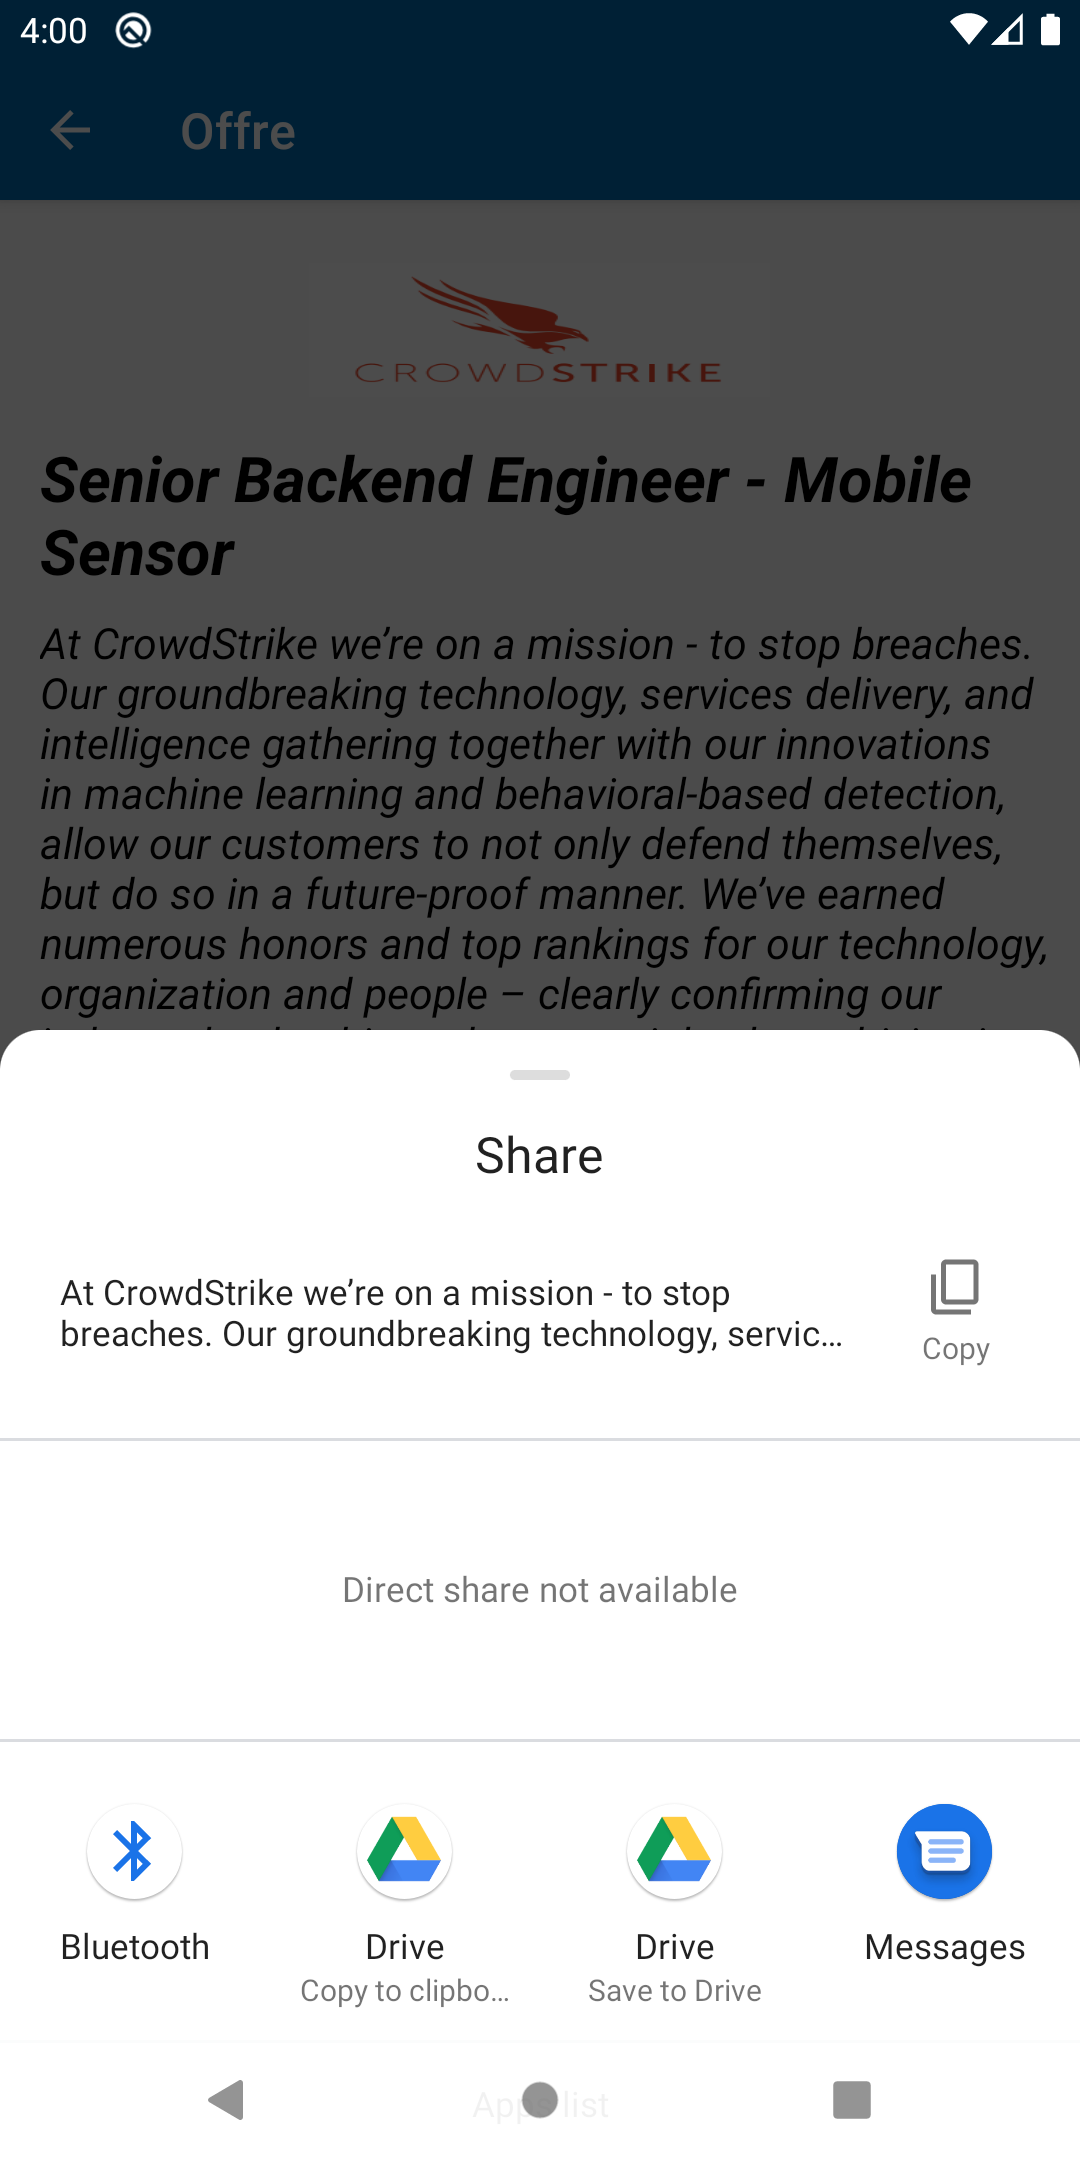 4:00
Offre
CROWDSTRIKE
Senior Backend Engineer - Mobile
Sensor
At CrowdStrike we’re on a mission - to stop breaches.
Our groundbreaking technology, services delivery, and
intelligence gathering together with our innovations
in machine learning and behavioral-based detection,
allow our customers to not only defend themselves,
but do so in a future-proof manner. We’ve earned
numerous honors and top rankings for our technology,
organization and people – clearly confirming our
Share
At CrowdStrike we’re on a mission - to stop
breaches. Our groundbreaking technology, servic…
Copy
Direct share not available
Bluetooth
Drive
Copy to clipbo…
Drive
Save to Drive
Messages
Apps list